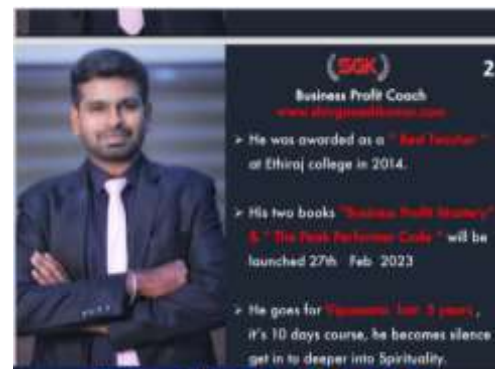 (SGK)
2
Business Profit Coach
➢ He was awarded as a " Best Teacher "
at Ethiraj college in 2014.
➢ His two books "Business Profit Mastery"
& " The Peak Performer Code " will be
launched 27th Feb 2023
➢ He goes for Vipassana last 5 years ,
it's 10 days course, he becomes silence
get in to deeper into Spirituality.